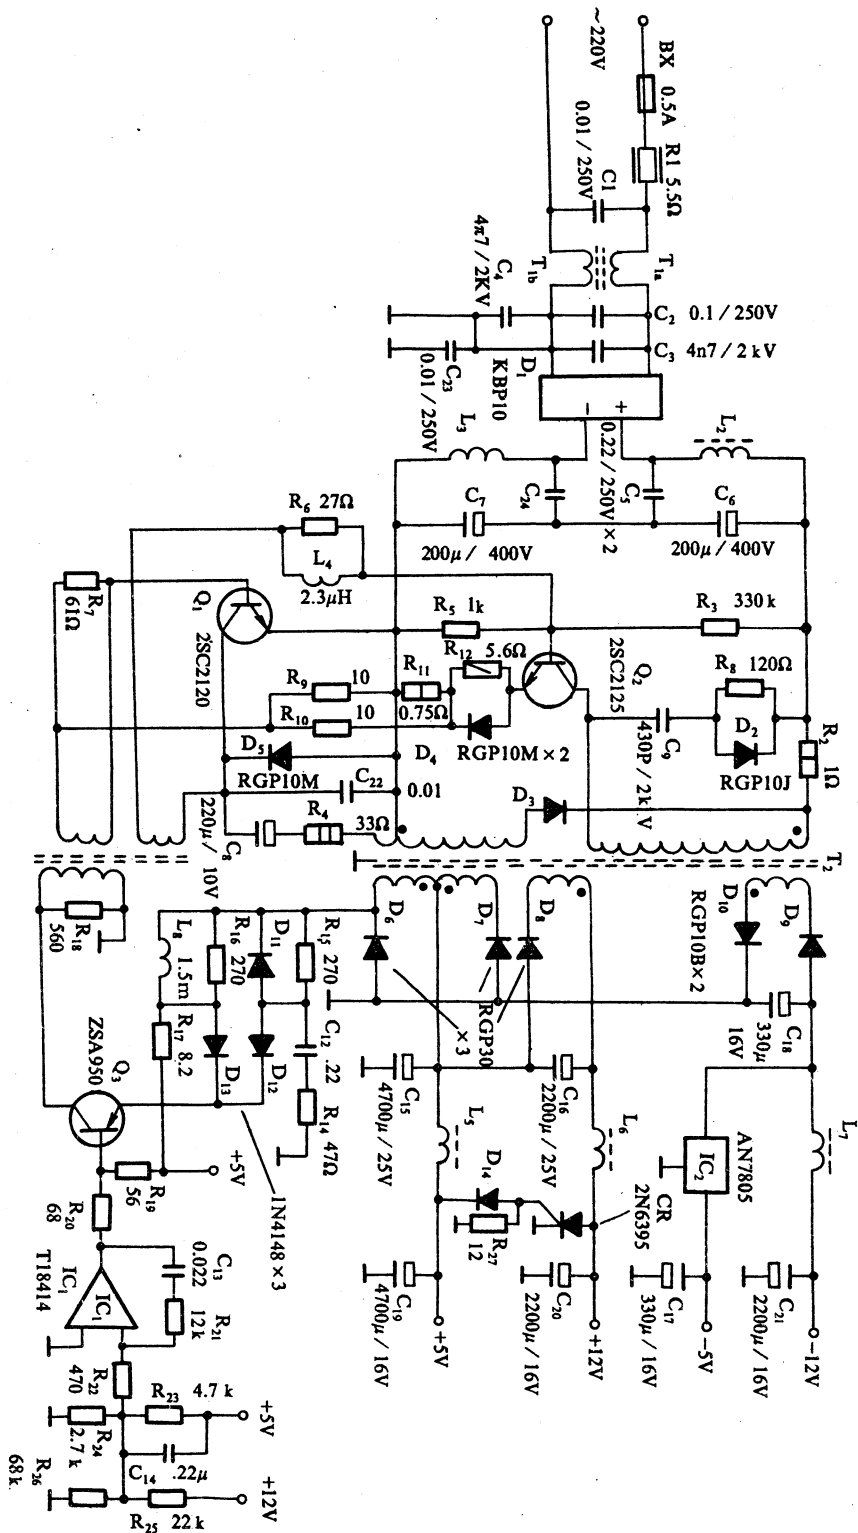 ~220V
BX 0.5A
R1 5.5Ω
C1
0.01/250V
T1a
T1b
C4
4π7/2KV
C2 0.1/250V
C3 4n7/2kV
C23
0.01/250V
D1
KBP10
−
+
L3
L2
C24
C5
0.22/250V×2
C7
200μ/400V
C6
200μ/400V
R6 27Ω
L4
2.3μH
R7
61Ω
Q1
2SC2120
R5 1k
R3 330k
R12 5.6Ω
Q2
2SC2125
R8 120Ω
R9 10
R10 10
R11
0.75Ω
C9
430P/2k.V
D2
RGP10J
R2
1Ω
D5
RGP10M
D4
RGP10M×2
C22 0.01
D3
R4 33Ω
C8
220μ/10V
T2
R18
560
L8 1.5m
R16 270
D11
R15 270
D6
D7
D8
D10
D9
RGP10B×2
RGP30
×3
R17 8.2
D13
D12
C12 .22
R14 47Ω
C15
4700μ/25V
C16
2200μ/25V
C18
330μ
16V
Q3
ZSA950
R19
56
+5V
1N4148×3
L5
L6
L7
D14
R27
12
CR
2N6395
IC2
AN7805
R20
68
IC1
T18414
IC1
C13
0.022
R21
12k
C19
4700μ/16V
+5V
C20
2200μ/16V
+12V
C17
330μ/16V
−5V
C21
2200μ/16V
−12V
R22
470
R23 4.7k
+5V
R24
2.7k
C14 .22μ
R26
68k
R25 22k
+12V